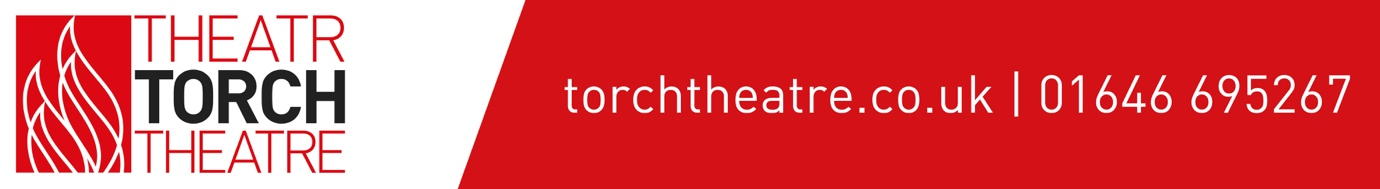 THEATR
TORCH
THEATRE
torchtheatre.co.uk | 01646 695267